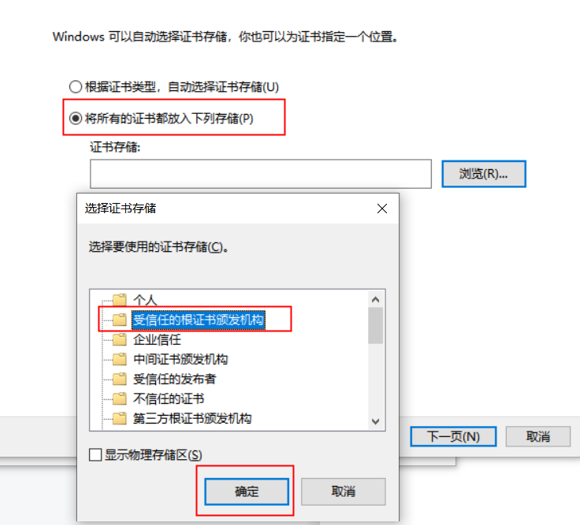 Windows 可以自动选择证书存储，你也可以为证书指定一个位置。
根据证书类型，自动选择证书存储(U)
将所有的证书都放入下列存储(P)
证书存储:
浏览(R)...
选择证书存储
选择要使用的证书存储(C)。
个人
受信任的根证书颁发机构
企业信任
中间证书颁发机构
受信任的发布者
不信任的证书
第三方根证书颁发机构
显示物理存储区(S)
确定
取消
下一页(N)
取消